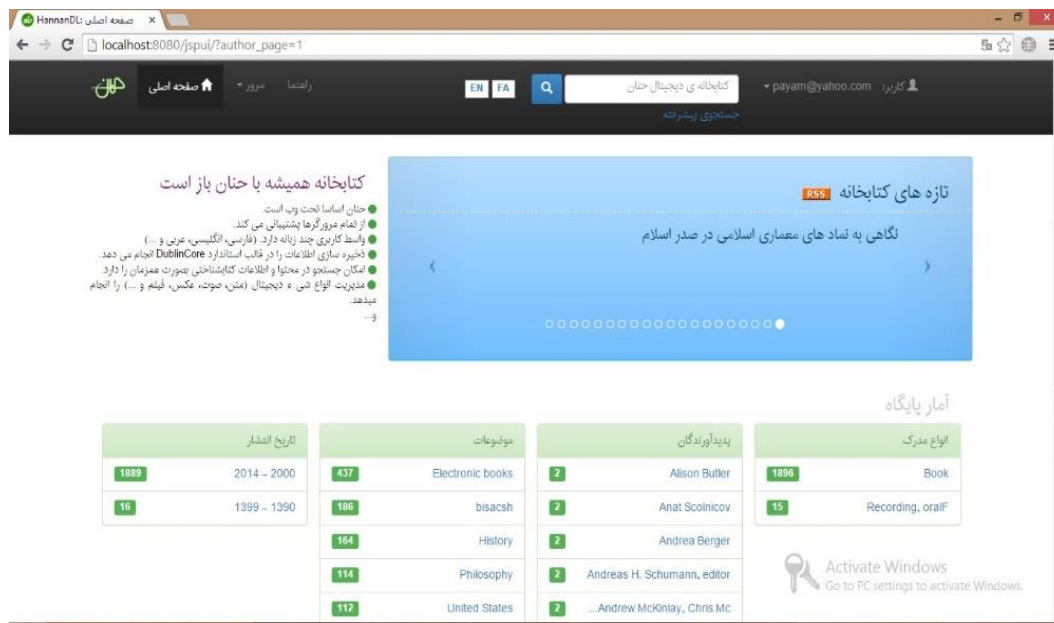 HannanDL: صفحه اصلی
localhost:8080/jspui/?author_page=1
کاربر: payam@yahoo.com
کتابخانه ی دیجیتال حنان
EN FA
راهنما
مرور
صفحه اصلی
حنان
جستجوی پیشرفته
تازه های کتابخانه RSS
نگاهی به نماد های معماری اسلامی در صدر اسلام
کتابخانه همیشه با حنان باز است
حنان اساسا تحت وب است.
از تمام مرورگرها پشتیبانی می کند.
واسط کاربری چند زبانه دارد. (فارسی، انگلیسی، عربی و ...)
ذخیره سازی اطلاعات را در قالب استاندارد DublinCore انجام می دهد.
امکان جستجو در محتوا و اطلاعات کتابشناختی بصورت همزمان را دارد.
مدیریت انواع شی ء دیجیتال (متن، صوت، عکس، فیلم و ...) را انجام
میدهد.
و...
آمار پایگاه
انواع مدرک
Book 1896
Recording, oralF 15
پدیدآورندگان
Alison Butler 2
Anat Scolnicov 2
Andrea Berger 2
Andreas H. Schumann, editor 2
...Andrew McKinlay, Chris Mc 2
موضوعات
Electronic books 437
bisacsh 186
History 164
Philosophy 114
United States 112
تاریخ انتشار
2014 - 2000 1889
1399 - 1390 16
Activate Windows
Go to PC settings to activate Windows.